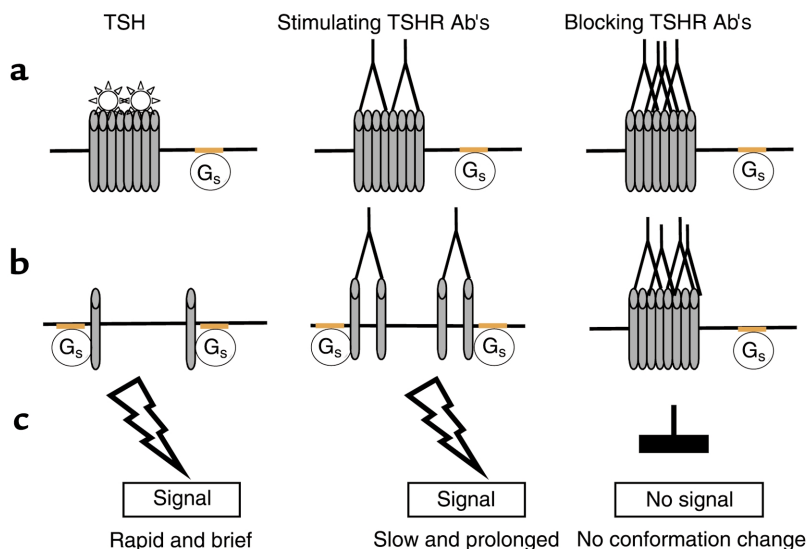 TSH
Stimulating TSHR Ab's
Blocking TSHR Ab's
a
Gs
Gs
Gs
b
Gs
Gs
Gs
Gs
Gs
c
Signal
Signal
No signal
Rapid and brief
Slow and prolonged
No conformation change